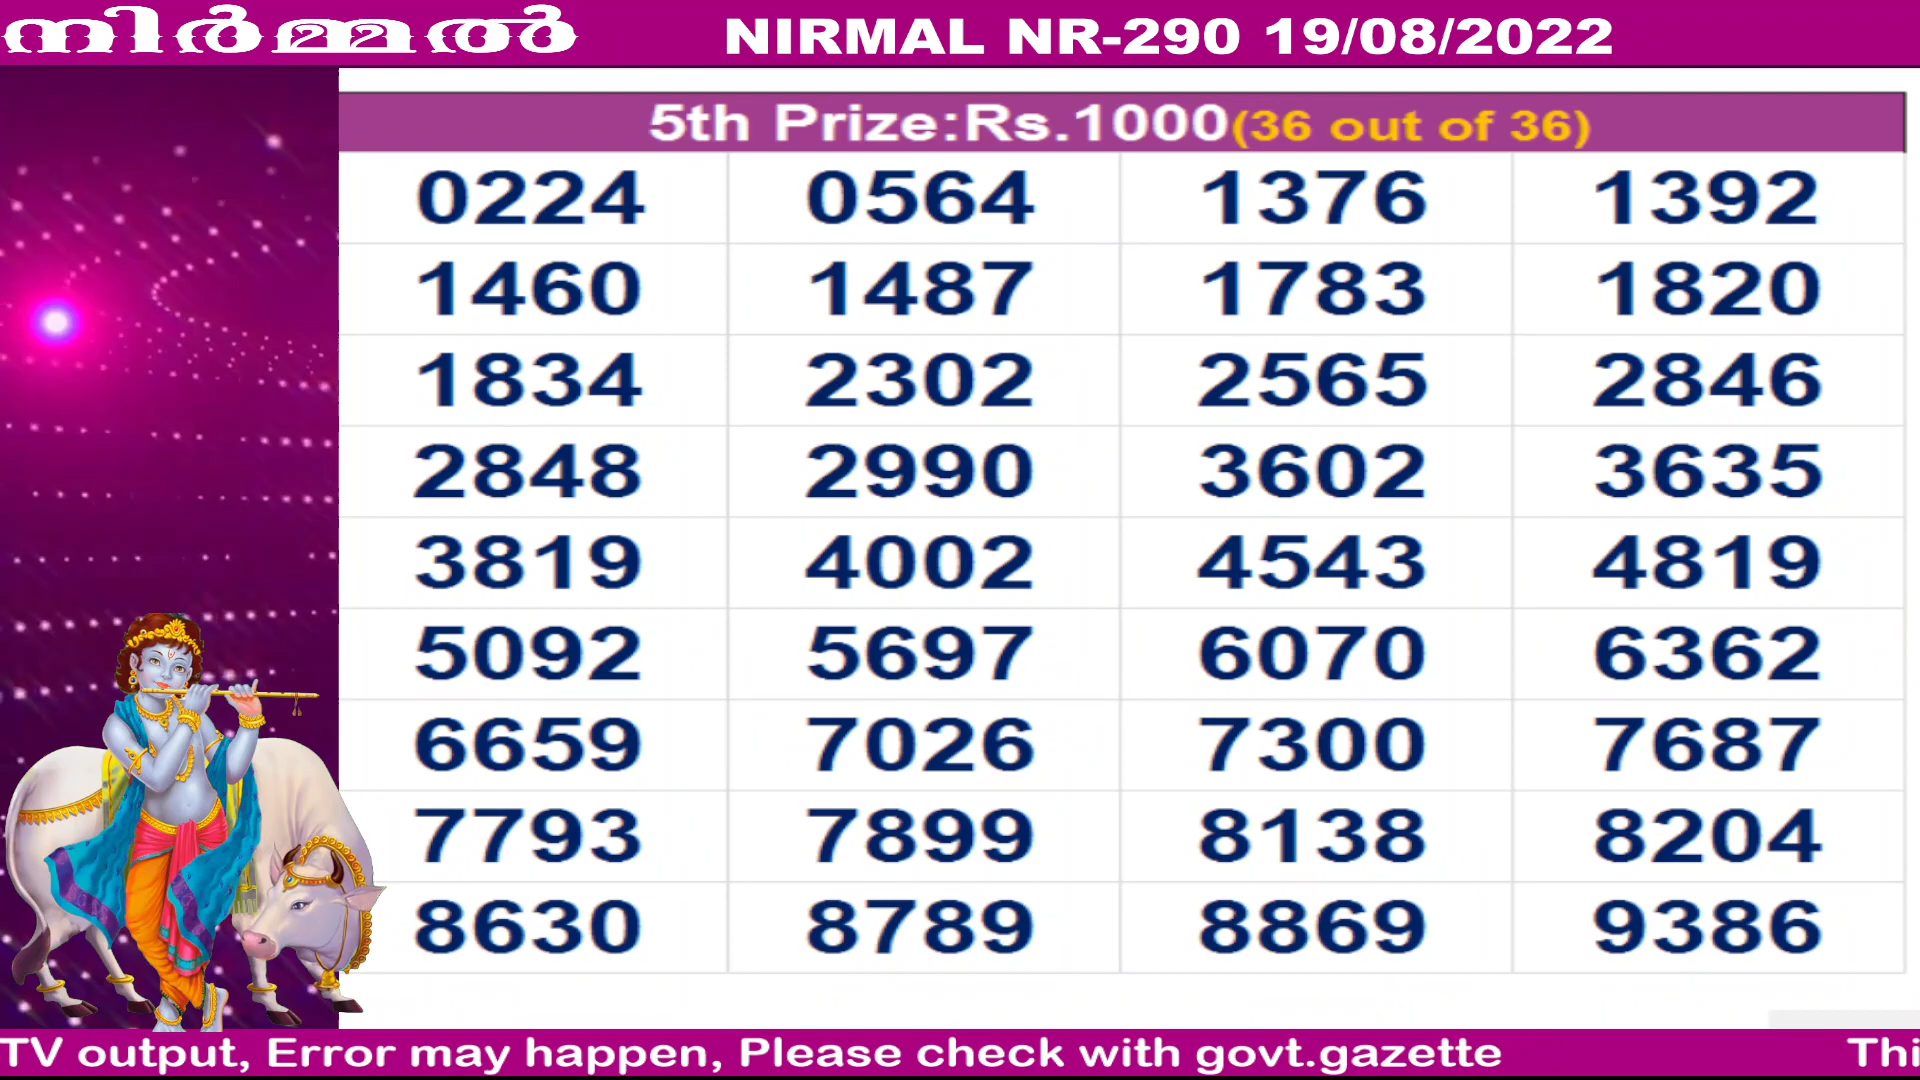 നിർമ്മൽ NIRMAL NR-290 19/08/2022
5th Prize:Rs.1000(36 out of 36)
0224 0564 1376 1392
1460 1487 1783 1820
1834 2302 2565 2846
2848 2990 3602 3635
3819 4002 4543 4819
5092 5697 6070 6362
6659 7026 7300 7687
7793 7899 8138 8204
8630 8789 8869 9386
TV output, Error may happen, Please check with govt.gazette Thi